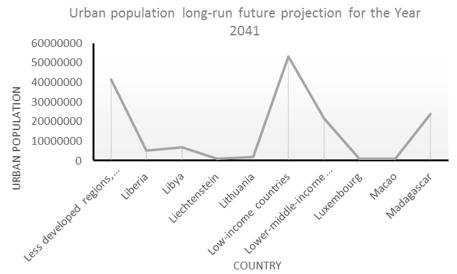 Urban population long-run future projection for the Year
2041
URBAN POPULATION
60000000
50000000
40000000
30000000
20000000
10000000
0
Less developed regions,...
Liberia
Libya
Liechtenstein
Lithuania
Low-income countries
Lower-middle-income...
Luxembourg
Macao
Madagascar
COUNTRY